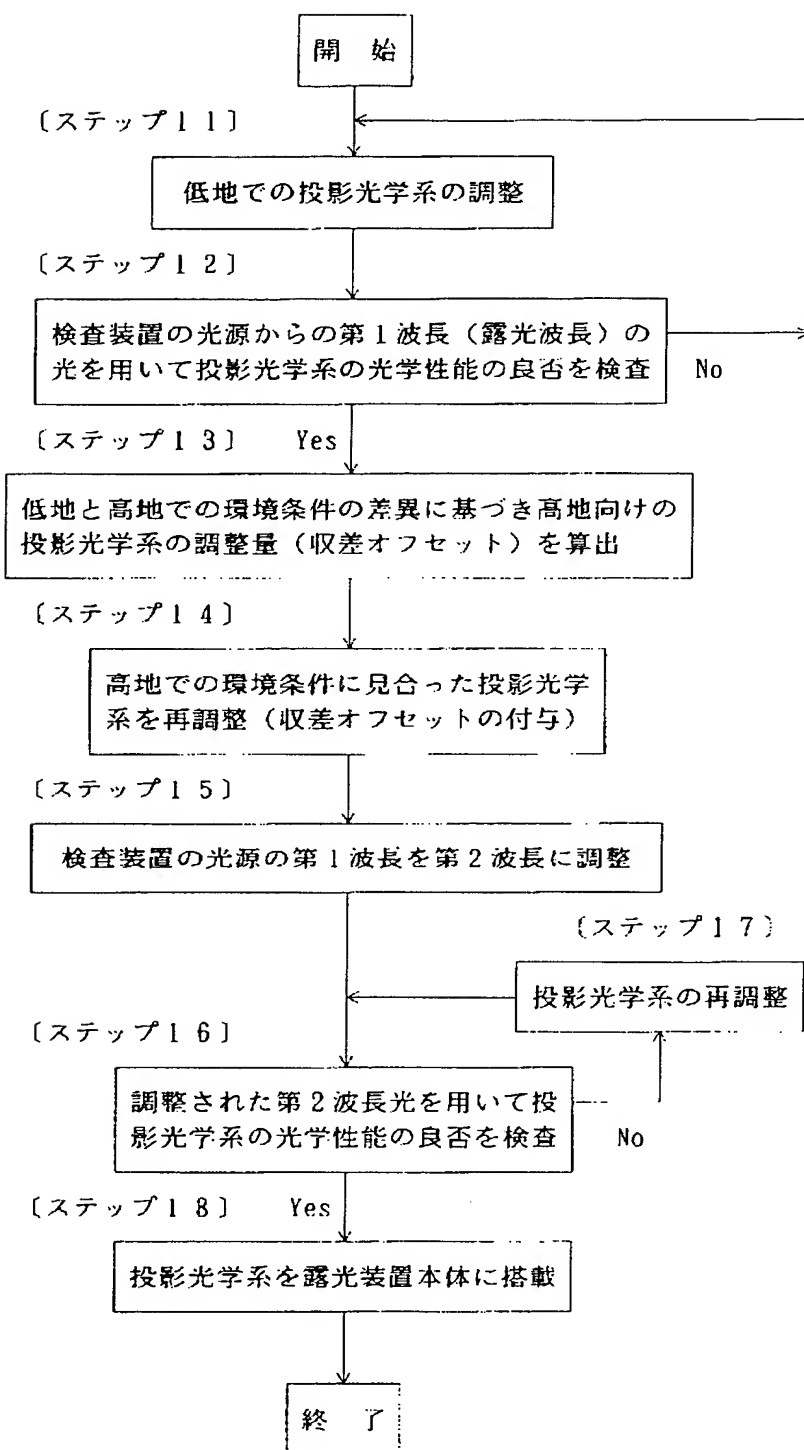 開 始
〔ステップ11〕
低地での投影光学系の調整
〔ステップ12〕
検査装置の光源からの第1波長（露光波長）の
光を用いて投影光学系の光学性能の良否を検査
No
〔ステップ13〕 Yes
低地と高地での環境条件の差異に基づき高地向けの
投影光学系の調整量（収差オフセット）を算出
〔ステップ14〕
高地での環境条件に見合った投影光学
系を再調整（収差オフセットの付与）
〔ステップ15〕
検査装置の光源の第1波長を第2波長に調整
〔ステップ17〕
投影光学系の再調整
〔ステップ16〕
調整された第2波長光を用いて投
影光学系の光学性能の良否を検査
No
〔ステップ18〕 Yes
投影光学系を露光装置本体に搭載
終 了